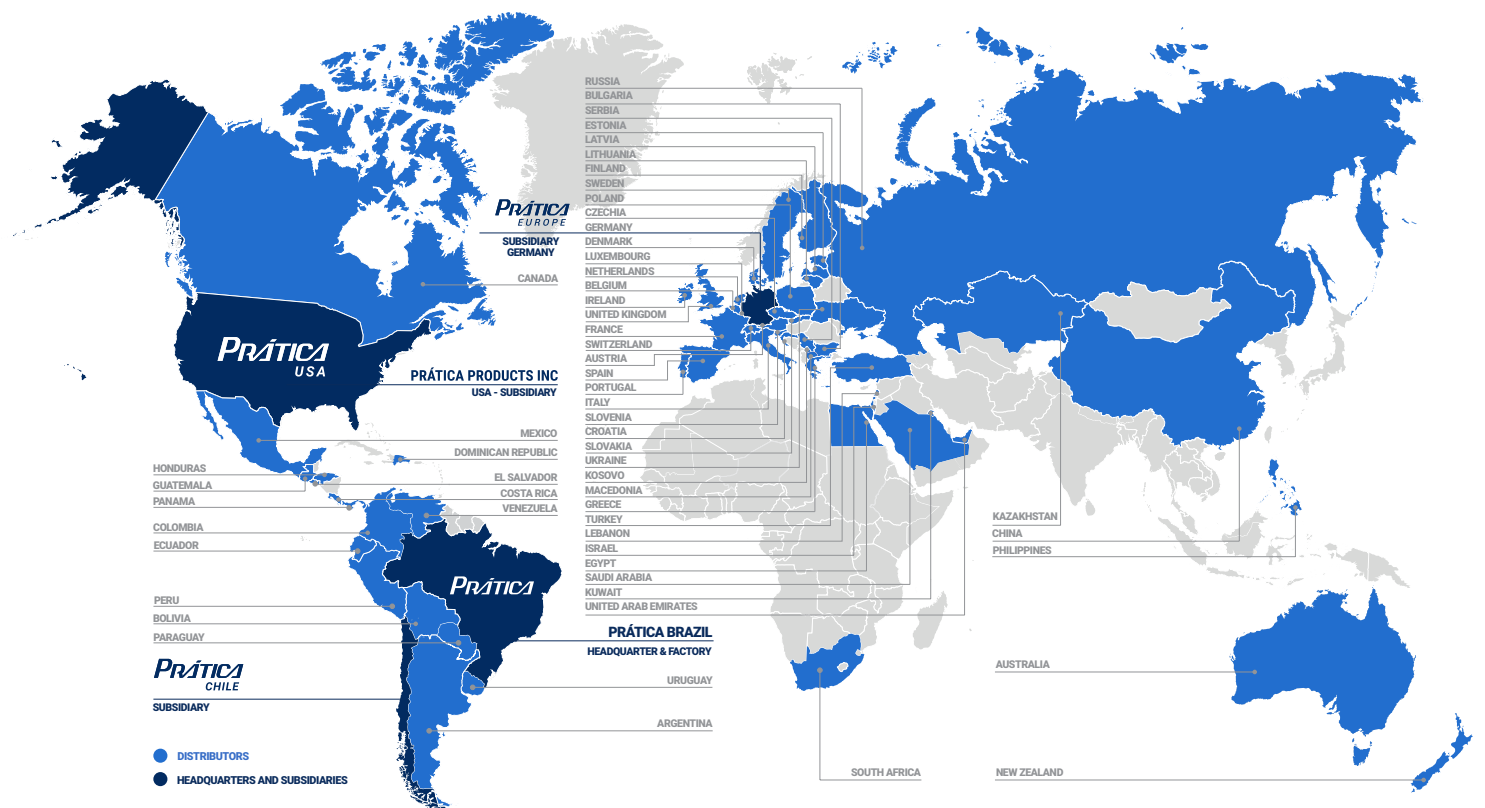 RUSSIA
BULGARIA
SERBIA
ESTONIA
LATVIA
LITHUANIA
FINLAND
SWEDEN
POLAND
CZECHIA
GERMANY
DENMARK
LUXEMBOURG
NETHERLANDS
BELGIUM
IRELAND
UNITED KINGDOM
FRANCE
SWITZERLAND
AUSTRIA
SPAIN
PORTUGAL
ITALY
SLOVENIA
CROATIA
SLOVAKIA
UKRAINE
KOSOVO
MACEDONIA
GREECE
TURKEY
LEBANON
ISRAEL
EGYPT
SAUDI ARABIA
KUWAIT
UNITED ARAB EMIRATES
PRÁTICA
EUROPE
SUBSIDIARY
GERMANY
CANADA
PRÁTICA
USA
PRÁTICA PRODUCTS INC
USA - SUBSIDIARY
MEXICO
DOMINICAN REPUBLIC
EL SALVADOR
COSTA RICA
VENEZUELA
HONDURAS
GUATEMALA
PANAMA
COLOMBIA
ECUADOR
PERU
BOLIVIA
PARAGUAY
PRÁTICA
CHILE
SUBSIDIARY
PRÁTICA
PRÁTICA BRAZIL
HEADQUARTER & FACTORY
URUGUAY
ARGENTINA
KAZAKHSTAN
CHINA
PHILIPPINES
AUSTRALIA
SOUTH AFRICA
NEW ZEALAND
DISTRIBUTORS
HEADQUARTERS AND SUBSIDIARIES